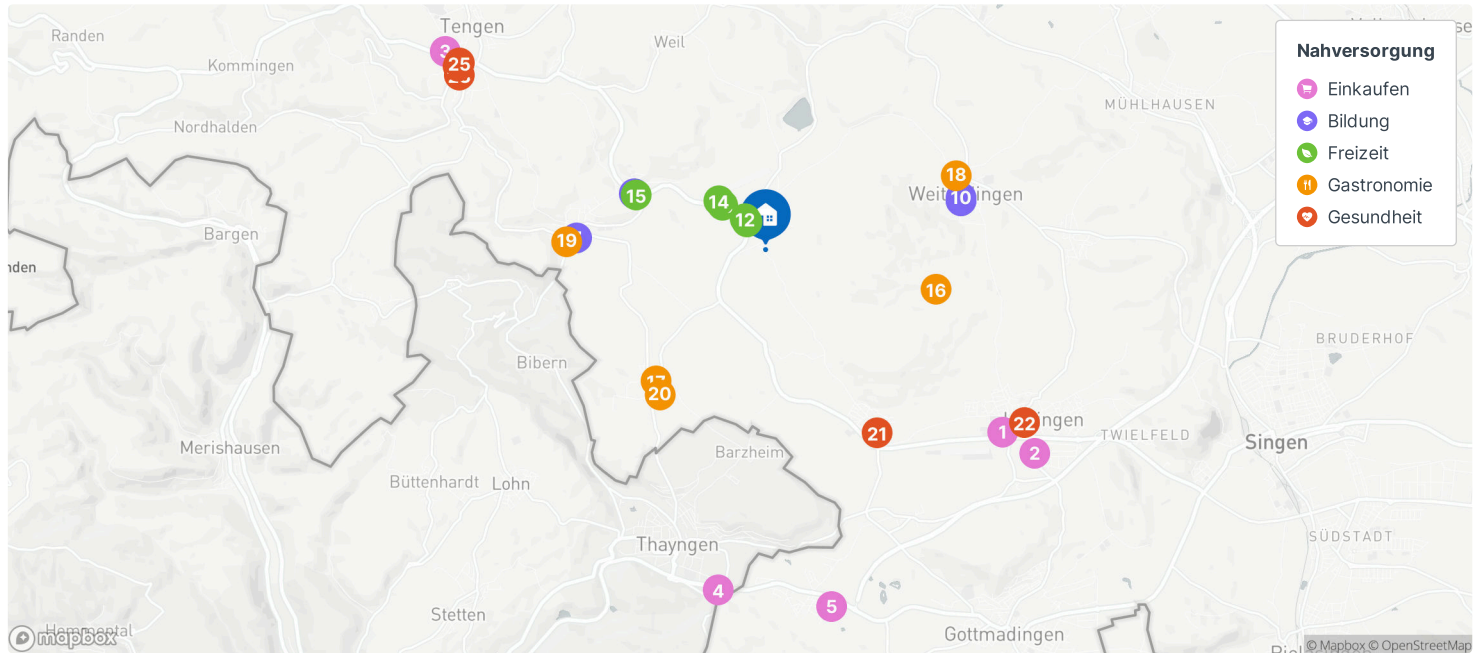 Tengen
Randen
Weil
Kommingen
3
25
Nordhalden
MÜHLHAUSEN
Nahversorgung
Einkaufen
Bildung
Freizeit
Gastronomie
Gesundheit
18
10
15
14
12
Bargen
19
16
BRUDERHOF
Bibern
17
20
21
22
1
2
TWIELFELD
Singen
Merishausen
Barzheim
Büttenhardt
Lohn
Thayngen
SÜDSTADT
4
5
Stetten
Gottmadingen
mapbox
© Mapbox © OpenStreetMap